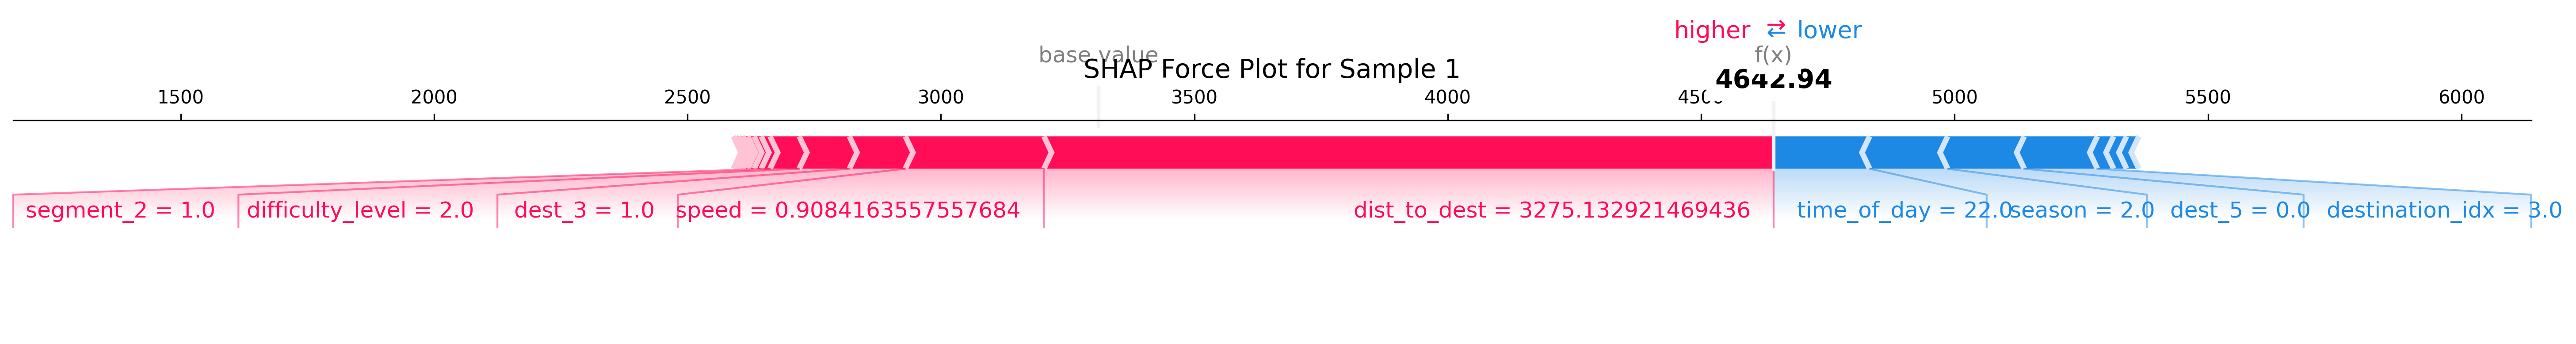 higher ⇄ lower
base value
f(x)
SHAP Force Plot for Sample 1
4642.94
1500 2000 2500 3000 3500 4000 4500 5000 5500 6000
segment_2 = 1.0 difficulty_level = 2.0 dest_3 = 1.0 speed = 0.9084163557557684 dist_to_dest = 3275.132921469436 time_of_day = 22.0 season = 2.0 dest_5 = 0.0 destination_idx = 3.0